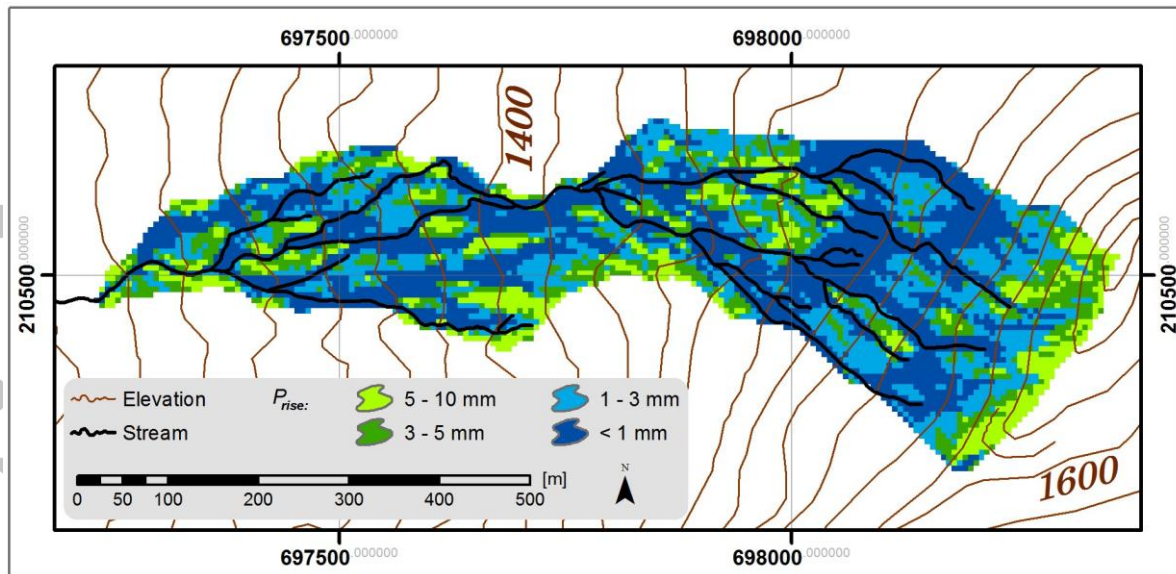 697500.000000 698000.000000
1400
210500.000000
210500.000000
Elevation P rise: 5 - 10 mm 1 - 3 mm
Stream 3 - 5 mm < 1 mm
[m]
0 50 100 200 300 400 500
N
1600
697500.000000 698000.000000